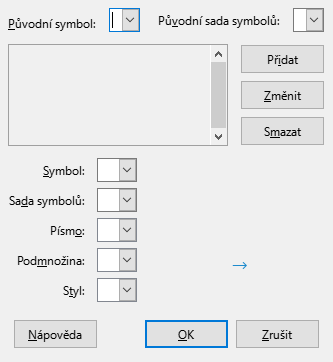 Původní symbol: Původní sada symbolů:
Přidat
Změnit
Smazat
Symbol:
Sada symbolů:
Písmo:
Podmnožina: →
Styl:
Nápověda OK Zrušit